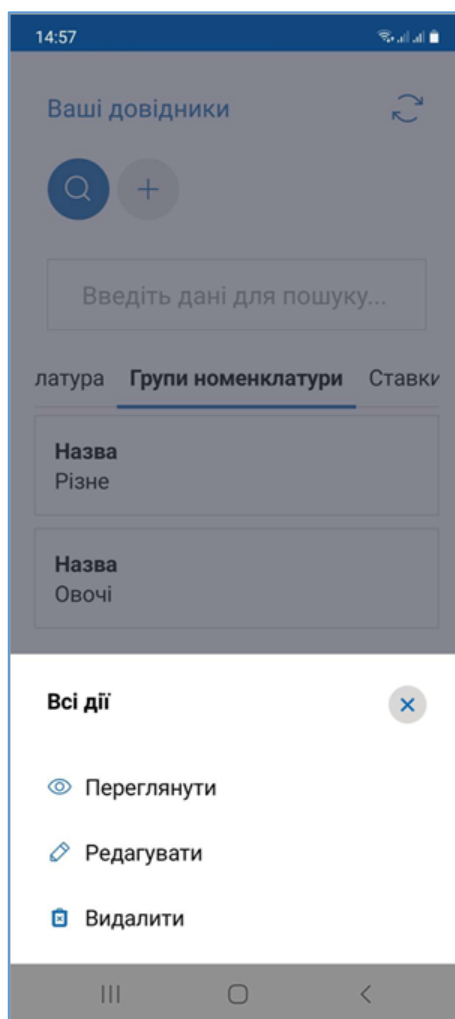 14:57
Ваші довідники
Введіть дані для пошуку...
латура Групи номенклатури Ставки
Назва
Різне
Назва
Овочі
Всі дії
Переглянути
Редагувати
Видалити